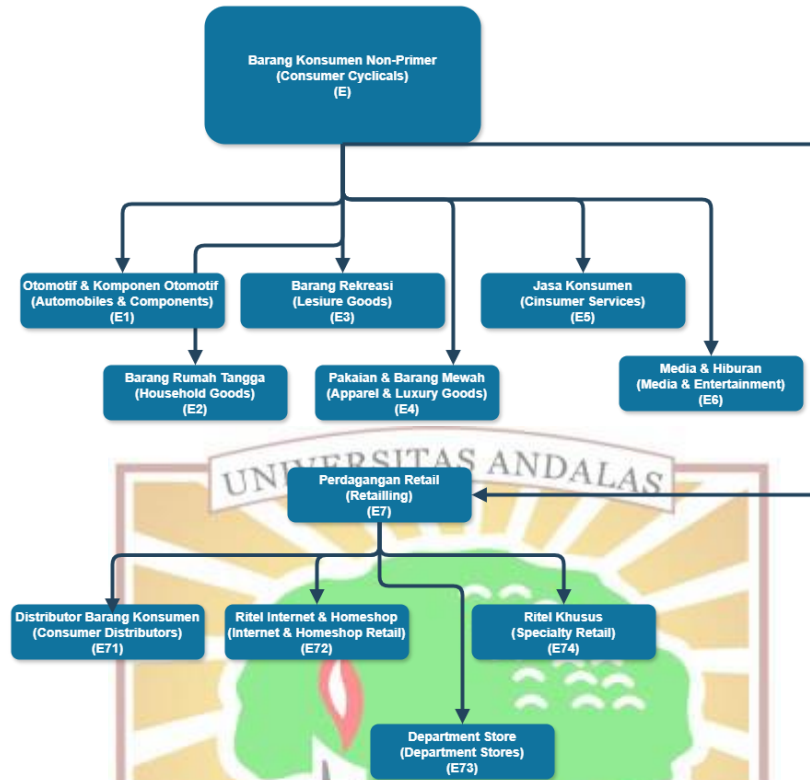 Barang Konsumen Non-Primer
(Consumer Cyclicals)
(E)
Otomotif & Komponen Otomotif
(Automobiles & Components)
(E1)
Barang Rekreasi
(Lesiure Goods)
(E3)
Jasa Konsumen
(Cinsumer Services)
(E5)
Barang Rumah Tangga
(Household Goods)
(E2)
Pakaian & Barang Mewah
(Apparel & Luxury Goods)
(E4)
Media & Hiburan
(Media & Entertainment)
(E6)
UNIVERSITAS ANDALAS
Perdagangan Retail
(Retailling)
(E7)
Distributor Barang Konsumen
(Consumer Distributors)
(E71)
Ritel Internet & Homeshop
(Internet & Homeshop Retail)
(E72)
Ritel Khusus
(Specialty Retail)
(E74)
Department Store
(Department Stores)
(E73)